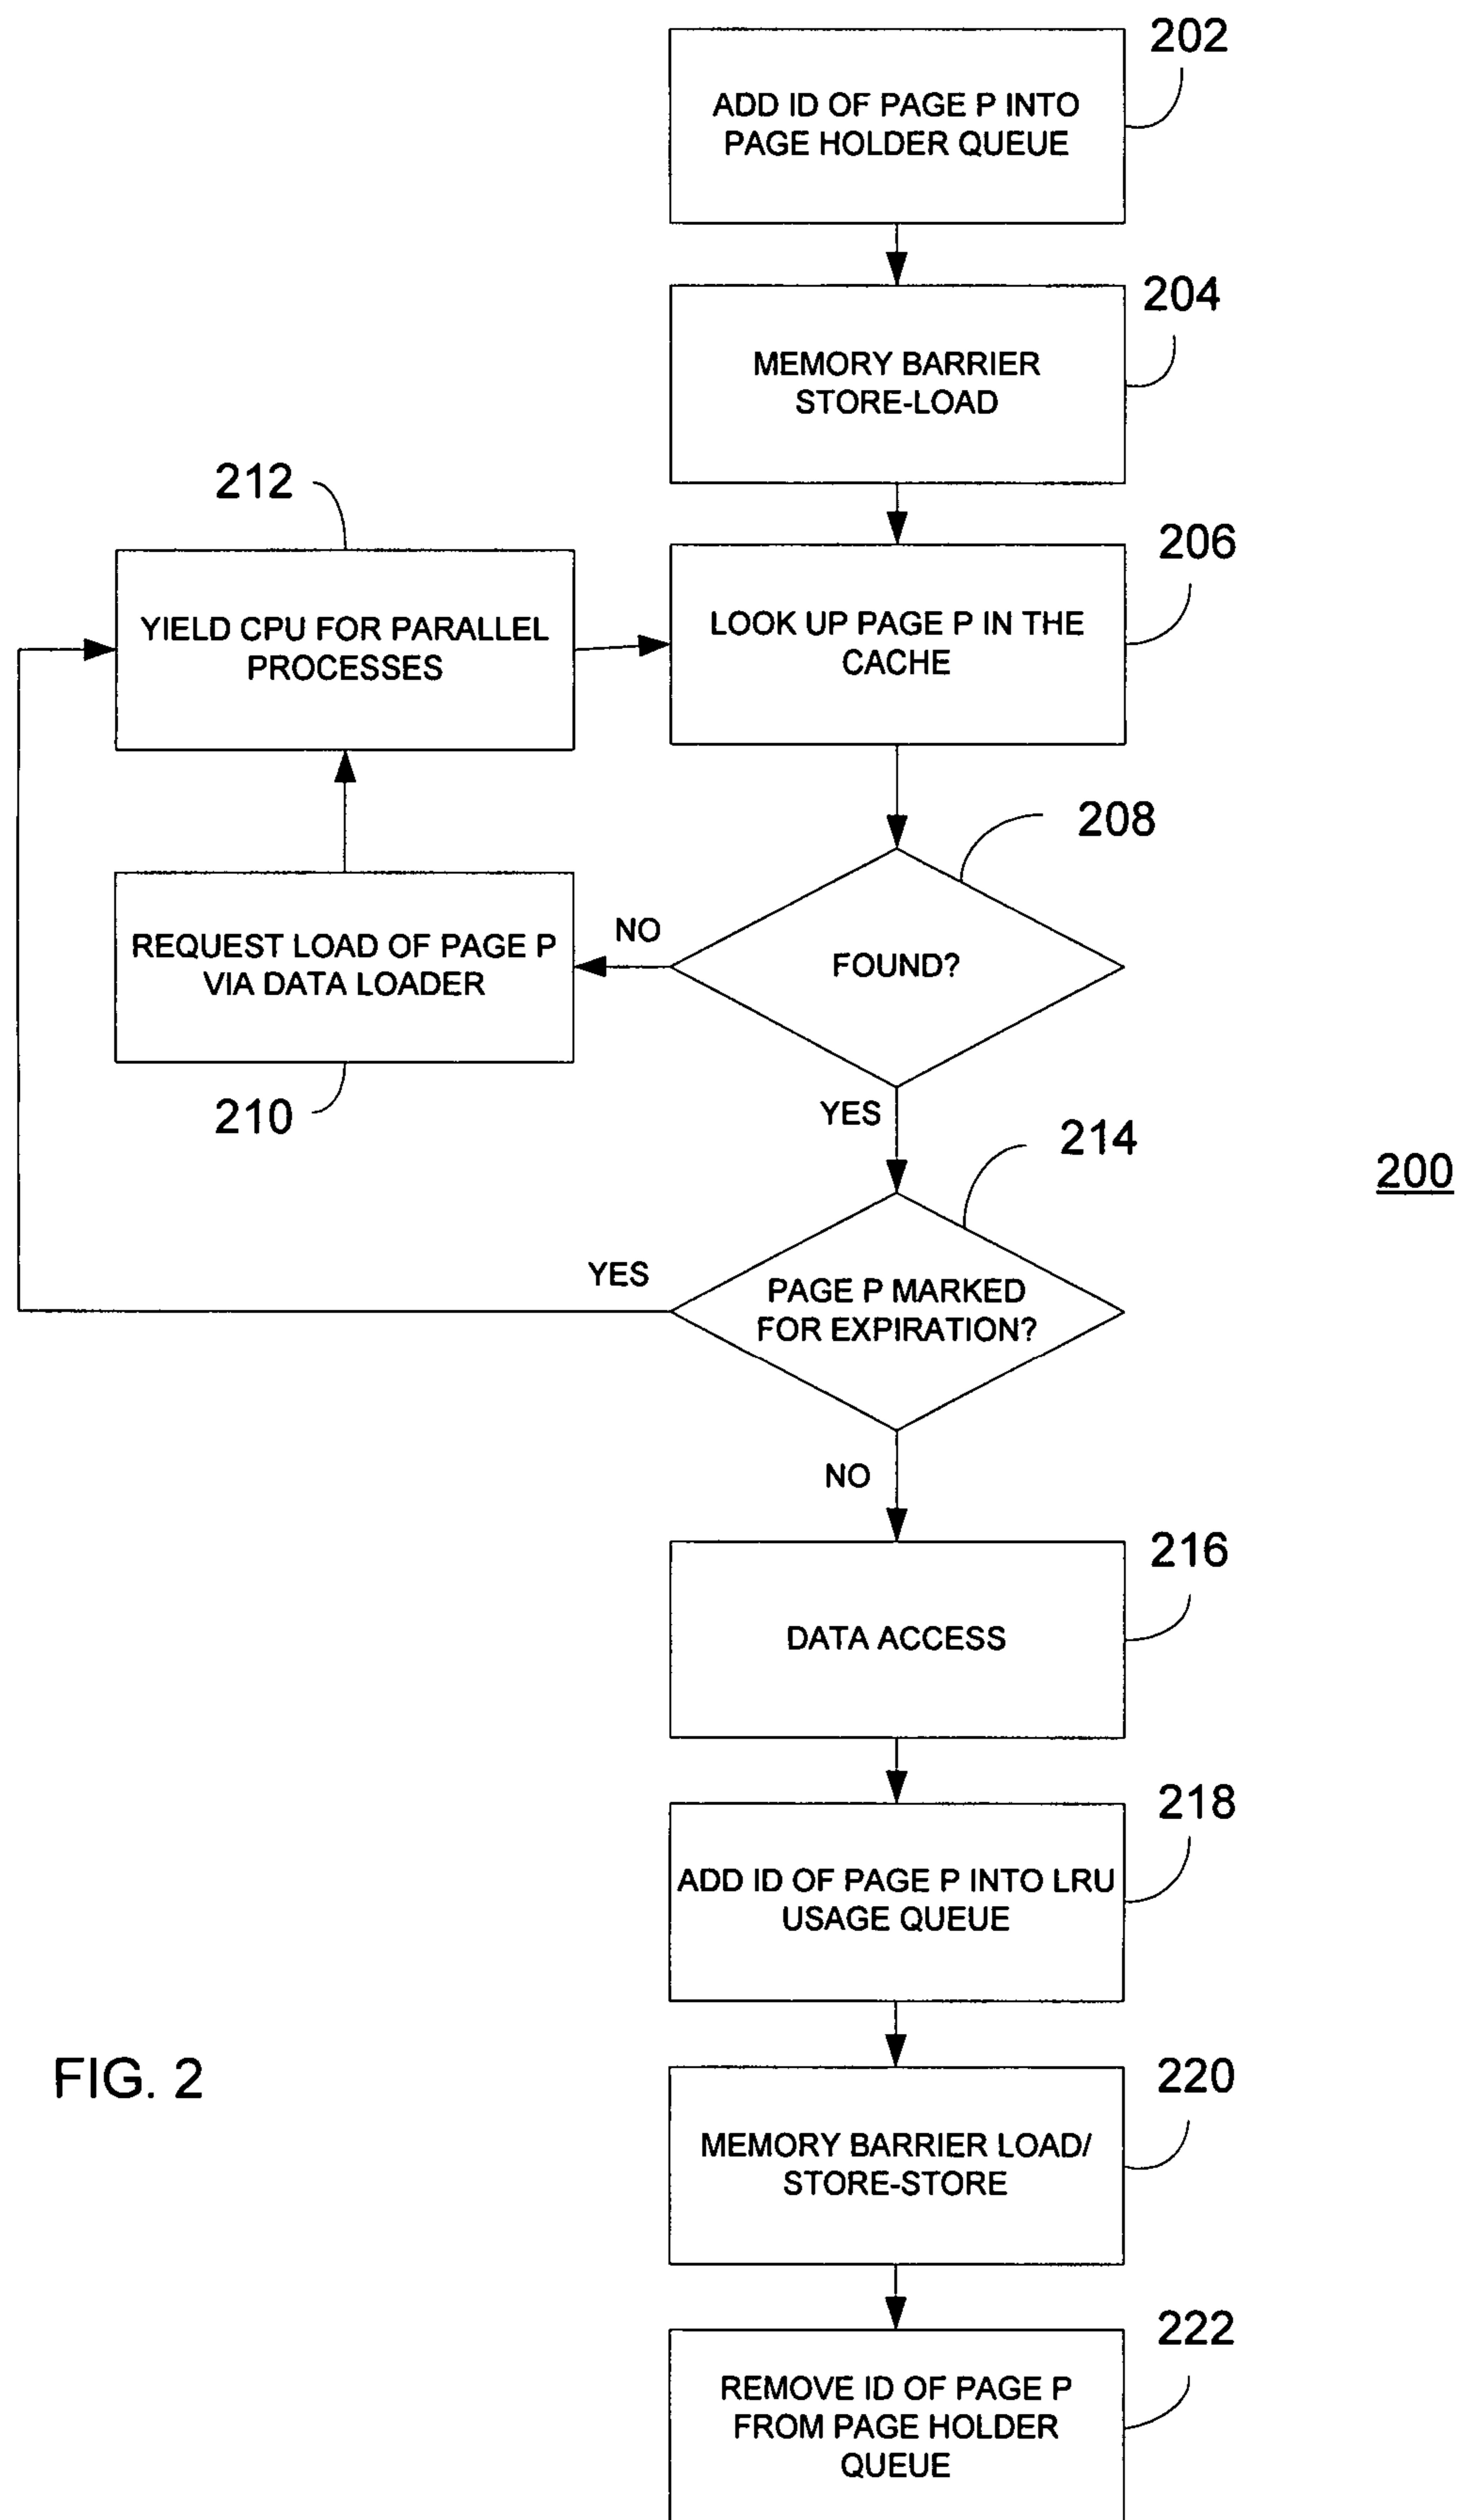 202
ADD ID OF PAGE P INTO
PAGE HOLDER QUEUE
204
MEMORY BARRIER
STORE-LOAD
212
206
YIELD CPU FOR PARALLEL
PROCESSES
LOOK UP PAGE P IN THE
CACHE
208
NO
REQUEST LOAD OF PAGE P
VIA DATA LOADER
FOUND?
210
YES
214
200
YES
PAGE P MARKED
FOR EXPIRATION?
NO
216
DATA ACCESS
218
ADD ID OF PAGE P INTO LRU
USAGE QUEUE
FIG. 2
220
MEMORY BARRIER LOAD/
STORE-STORE
222
REMOVE ID OF PAGE P
FROM PAGE HOLDER
QUEUE